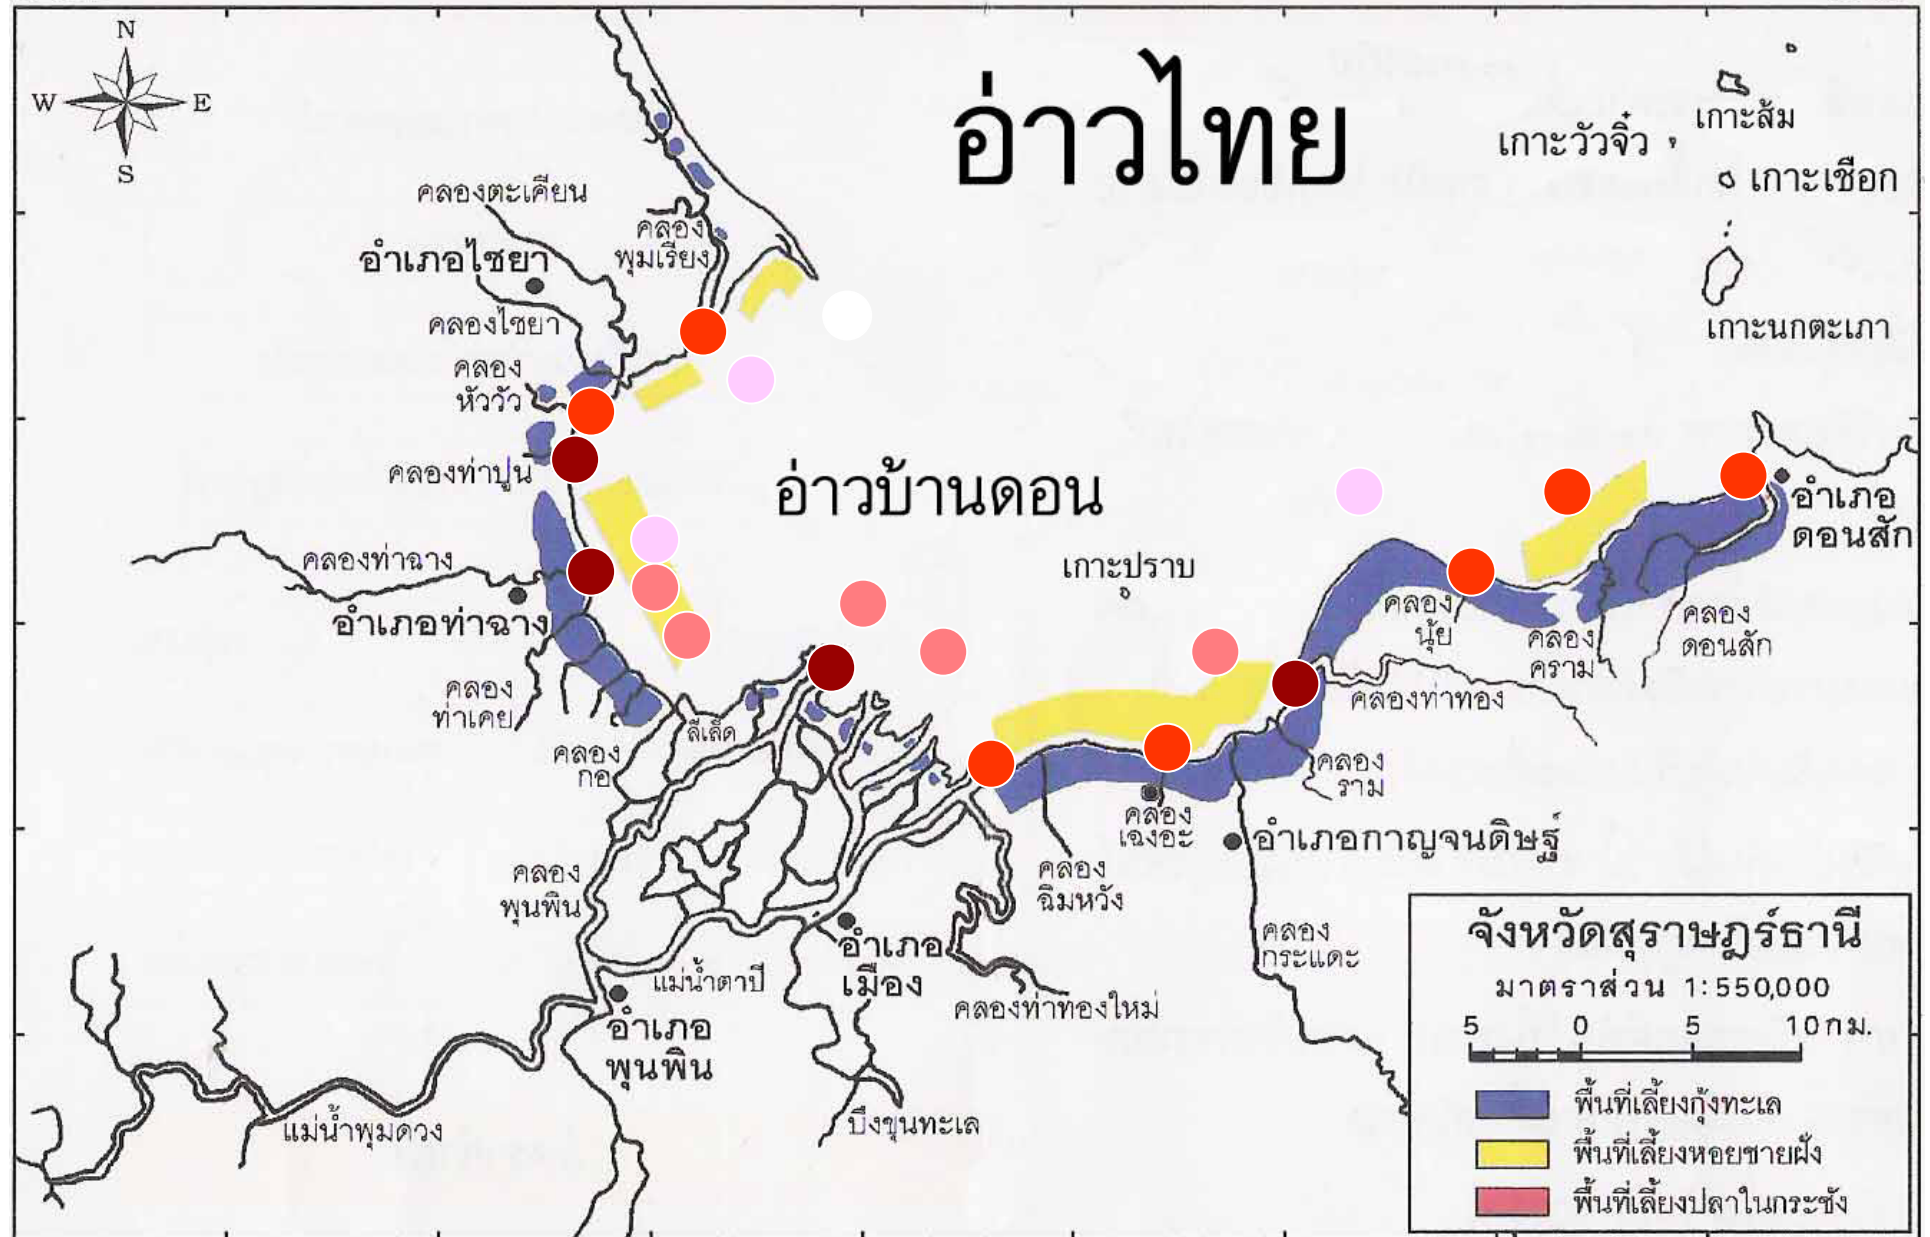 N
W
E
S
อ่าวไทย
เกาะส้ม
เกาะวัวจิ๋ว
เกาะเชือก
เกาะนกตะเภา
คลองตะเคียน
คลอง
พุมเรียง
อำเภอไชยา
คลองไชยา
คลอง
หัววัว
คลองท่าปูน
อ่าวบ้านดอน
คลองท่าฉาง
อำเภอท่าฉาง
เกาะปราบ
อำเภอ
ดอนสัก
คลอง
นุ้ย
คลอง
คราม
คลอง
ดอนสัก
คลอง
ท่าเคย
คลอง
กอ
ลีเล็ด
คลองท่าทอง
คลอง
ราม
คลอง
เฉงอะ
อำเภอกาญจนดิษฐ์
คลอง
ฉิมหวัง
คลอง
พุนพิน
คลอง
กระแดะ
อำเภอ
เมือง
แม่น้ำตาปี
คลองท่าทองใหม่
อำเภอ
พุนพิน
แม่น้ำพุมดวง
บึงขุนทะเล
จังหวัดสุราษฎร์ธานี
มาตราส่วน 1:550,000
5 0 5 10 กม.
พื้นที่เลี้ยงกุ้งทะเล
พื้นที่เลี้ยงหอยชายฝั่ง
พื้นที่เลี้ยงปลาในกระชัง